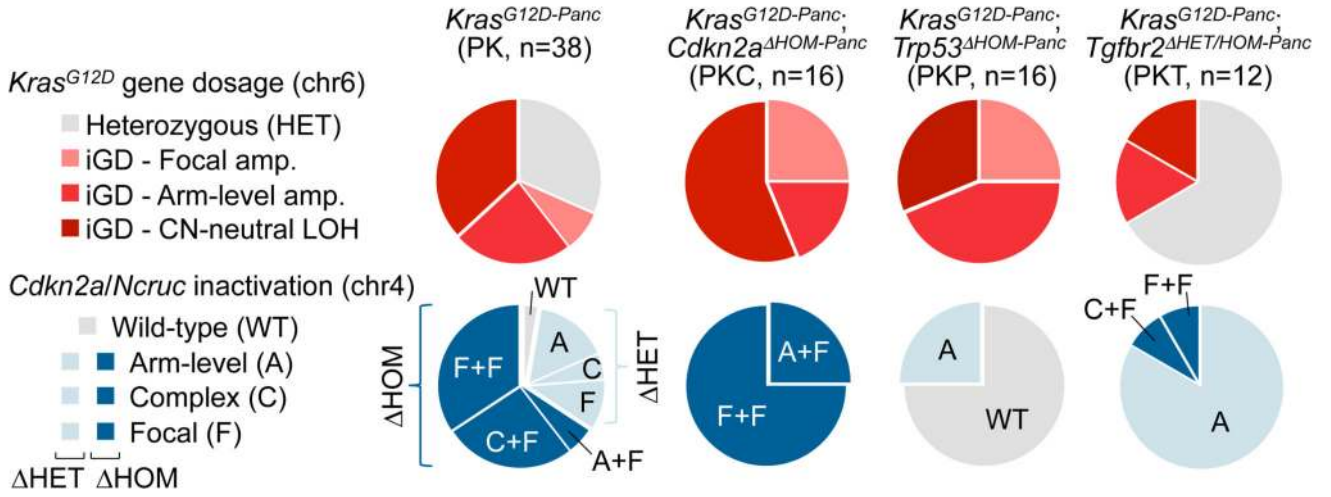 Kras^G12D-Panc
(PK, n=38)
Kras^G12D-Panc;
Cdkn2a^ΔHOM-Panc
(PKC, n=16)
Kras^G12D-Panc;
Trp53^ΔHOM-Panc
(PKP, n=16)
Kras^G12D-Panc;
Tgfbr2^ΔHET/HOM-Panc
(PKT, n=12)
Kras^G12D gene dosage (chr6)
Heterozygous (HET)
iGD - Focal amp.
iGD - Arm-level amp.
iGD - CN-neutral LOH
Cdkn2a/Ncruc inactivation (chr4)
Wild-type (WT)
Arm-level (A)
Complex (C)
Focal (F)
ΔHET ΔHOM
ΔHOM
WT
A
C
F
F+F
C+F
A+F
ΔHET
A+F
F+F
A
WT
F+F
C+F
A